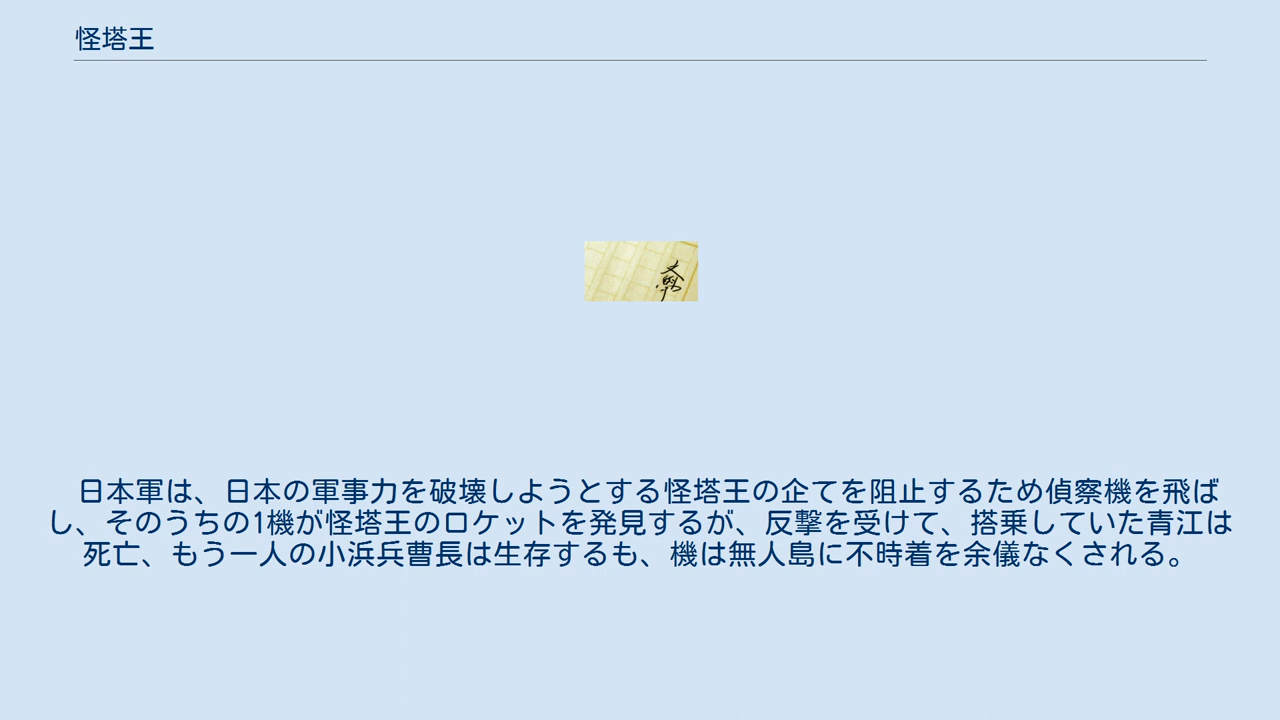 怪塔王
日本軍は、日本の軍事力を破壊しようとする怪塔王の企てを阻止するため偵察機を飛ば
し、そのうちの1機が怪塔王のロケットを発見するが、反撃を受けて、搭乗していた青江は
死亡、もう一人の小浜兵曹長は生存するも、機は無人島に不時着を余儀なくされる。